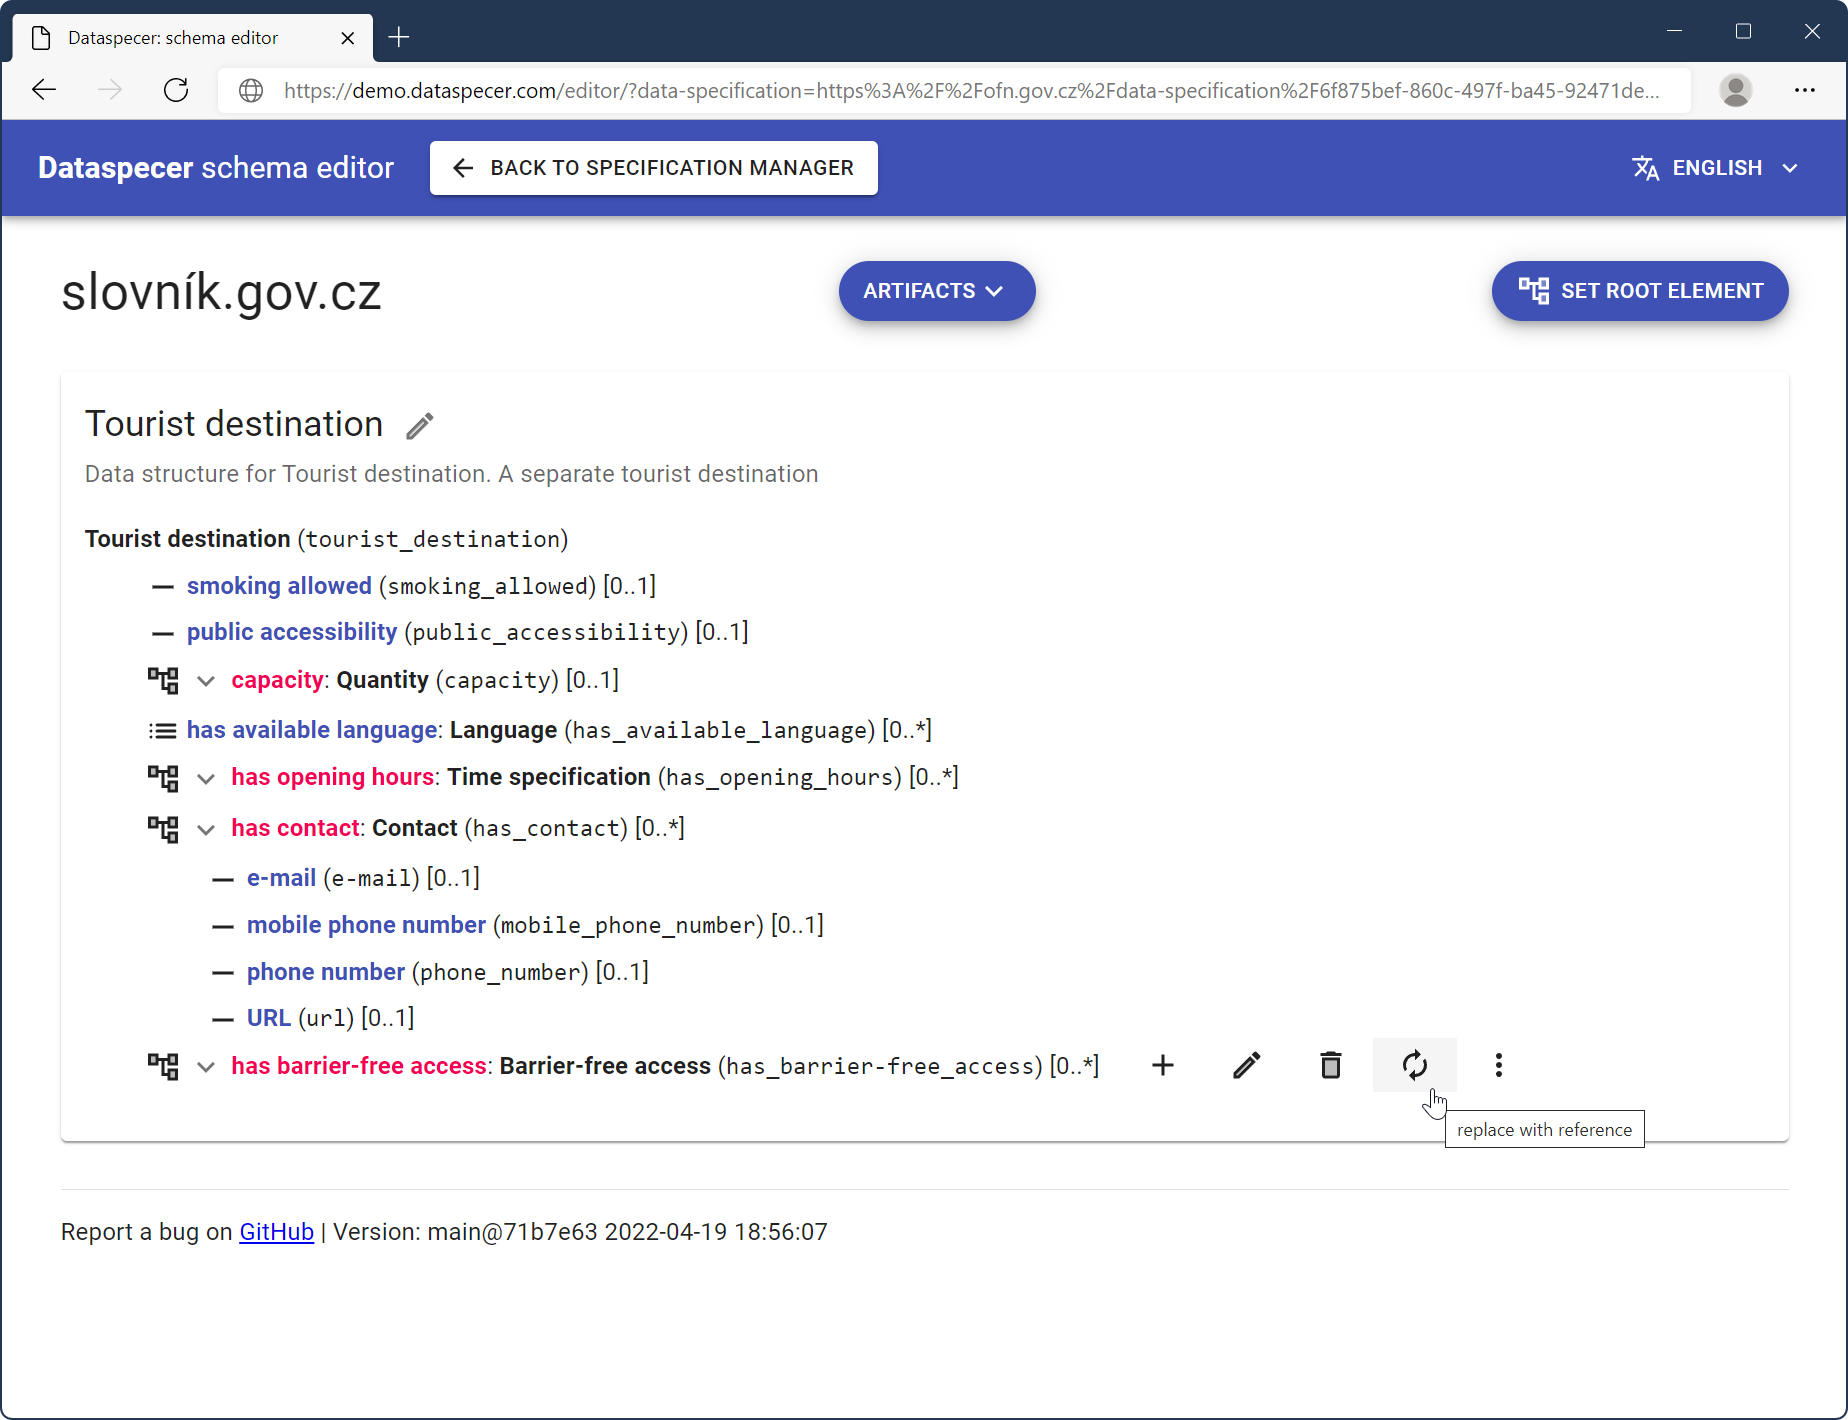 Dataspecer: schema editor
https://demo.dataspecer.com/editor/?data-specification=https%3A%2F%2Fofn.gov.cz%2Fdata-specification%2F6f875bef-860c-497f-ba45-92471de...
Dataspecer schema editor
BACK TO SPECIFICATION MANAGER
ENGLISH
slovník.gov.cz
ARTIFACTS
SET ROOT ELEMENT
Tourist destination
Data structure for Tourist destination. A separate tourist destination
Tourist destination (tourist_destination)
smoking allowed (smoking_allowed) [0..1]
public accessibility (public_accessibility) [0..1]
capacity: Quantity (capacity) [0..1]
has available language: Language (has_available_language) [0..*]
has opening hours: Time specification (has_opening_hours) [0..*]
has contact: Contact (has_contact) [0..*]
e-mail (e-mail) [0..1]
mobile phone number (mobile_phone_number) [0..1]
phone number (phone_number) [0..1]
URL (url) [0..1]
has barrier-free access: Barrier-free access (has_barrier-free_access) [0..*]
replace with reference
Report a bug on GitHub | Version: main@71b7e63 2022-04-19 18:56:07